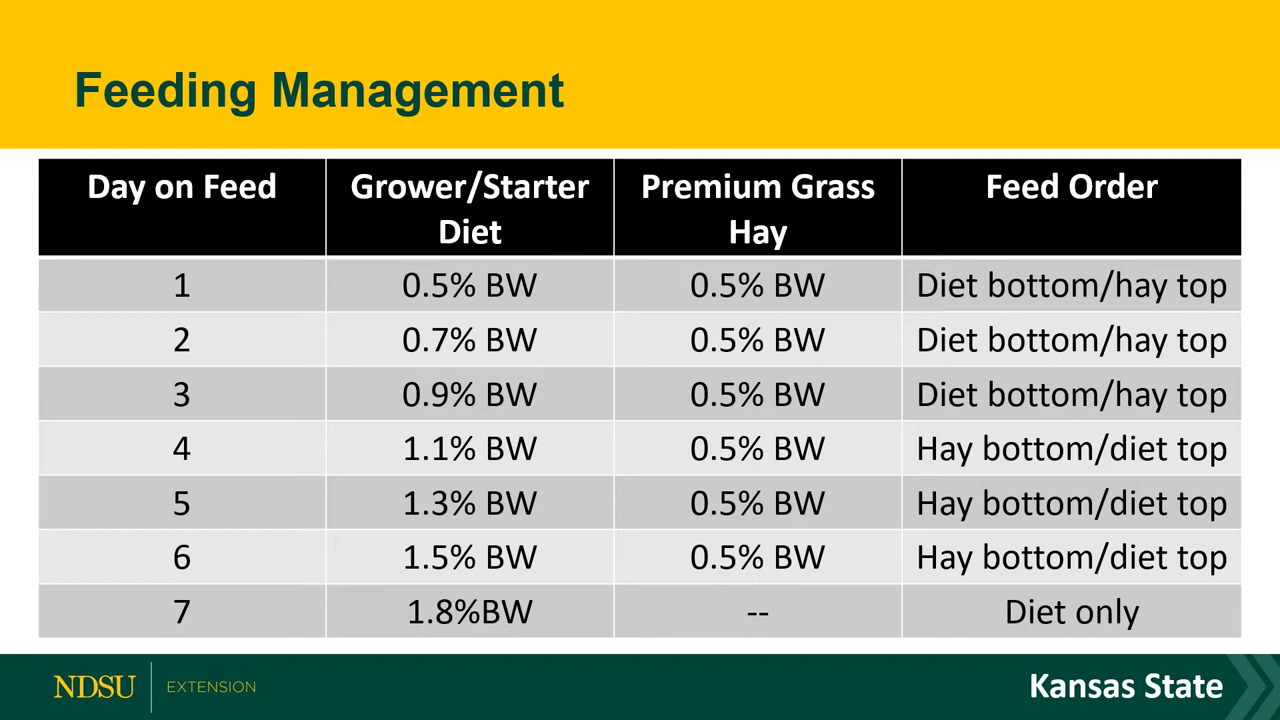 Feeding Management
Day on Feed Grower/Starter Diet Premium Grass Hay Feed Order
1 0.5% BW 0.5% BW Diet bottom/hay top
2 0.7% BW 0.5% BW Diet bottom/hay top
3 0.9% BW 0.5% BW Diet bottom/hay top
4 1.1% BW 0.5% BW Hay bottom/diet top
5 1.3% BW 0.5% BW Hay bottom/diet top
6 1.5% BW 0.5% BW Hay bottom/diet top
7 1.8%BW -- Diet only
NDSU EXTENSION Kansas State